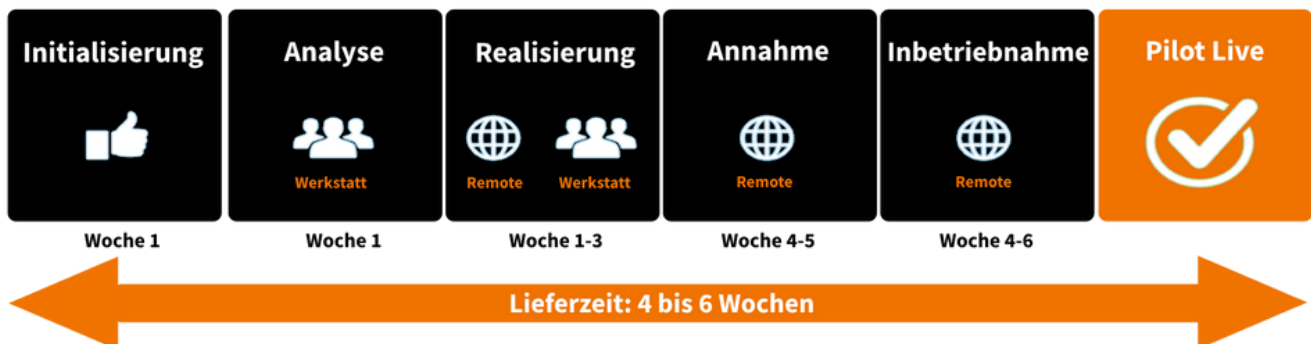 Initialisierung
Analyse
Realisierung
Annahme
Inbetriebnahme
Pilot Live
Werkstatt
Remote
Werkstatt
Remote
Remote
Woche 1
Woche 1
Woche 1-3
Woche 4-5
Woche 4-6
Lieferzeit: 4 bis 6 Wochen